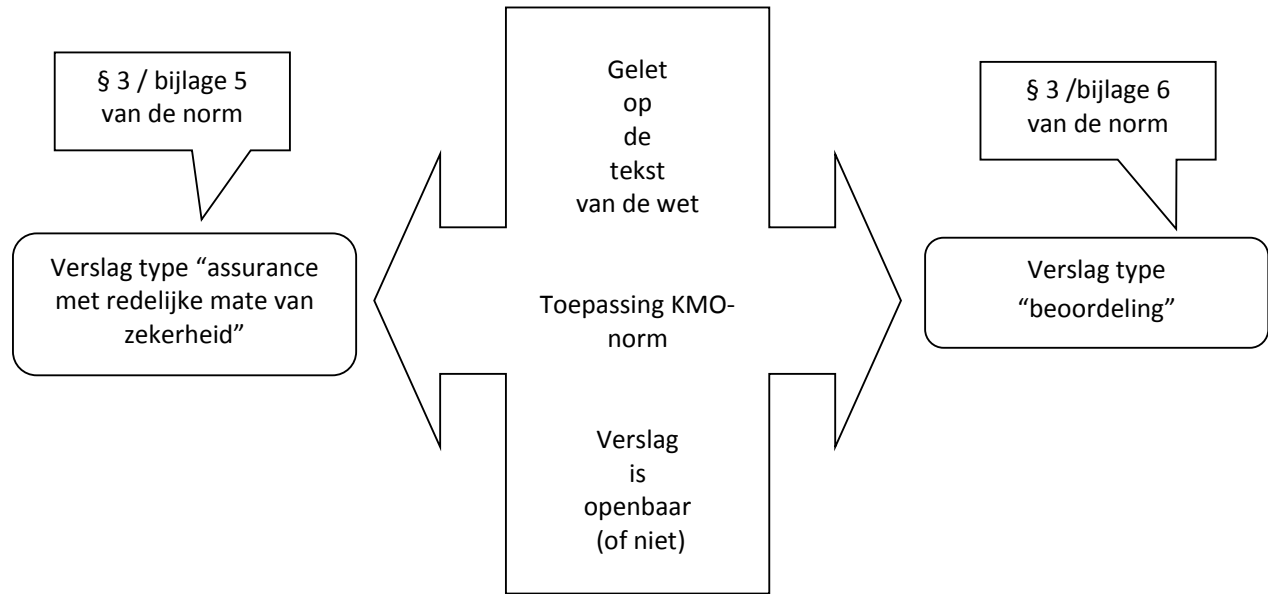 § 3 / bijlage 5
van de norm
Verslag type “assurance
met redelijke mate van
zekerheid”
Gelet
op
de
tekst
van de wet
Toepassing KMO-
norm
Verslag
is
openbaar
(of niet)
§ 3 /bijlage 6
van de norm
Verslag type
“beoordeling”